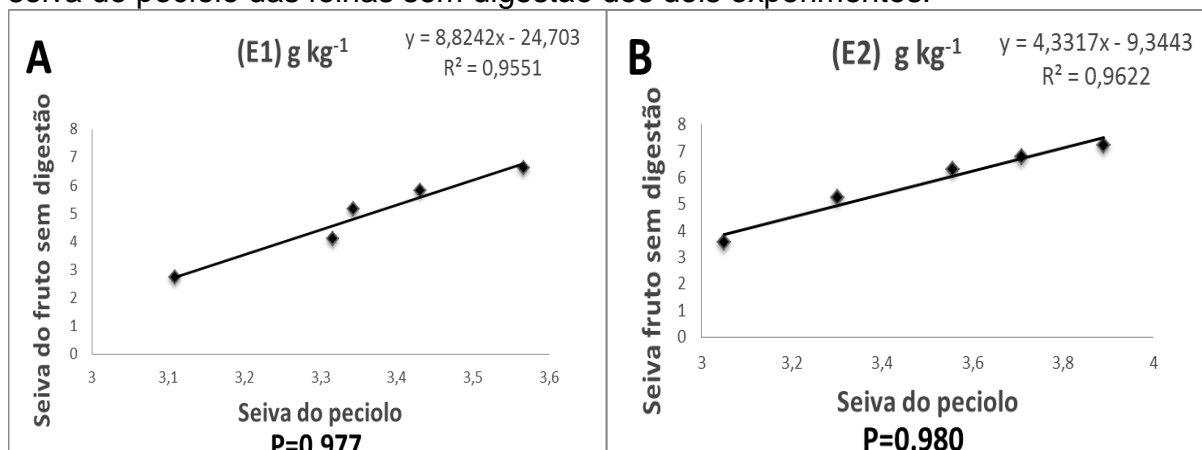 seiva do pecíolo das folhas sem digestão dos dois experimentos.
A
(E1) g kg-1
y = 8,8242x - 24,703
R² = 0,9551
Seiva do fruto sem digestão
8
7
6
5
4
3
2
1
0
3 3,1 3,2 3,3 3,4 3,5 3,6
Seiva do peciolo
P=0,977
B
(E2) g kg-1
y = 4,3317x - 9,3443
R² = 0,9622
Seiva fruto sem digestão
8
7
6
5
4
3
2
1
0
3 3,2 3,4 3,6 3,8 4
Seiva do peciolo
P=0,980